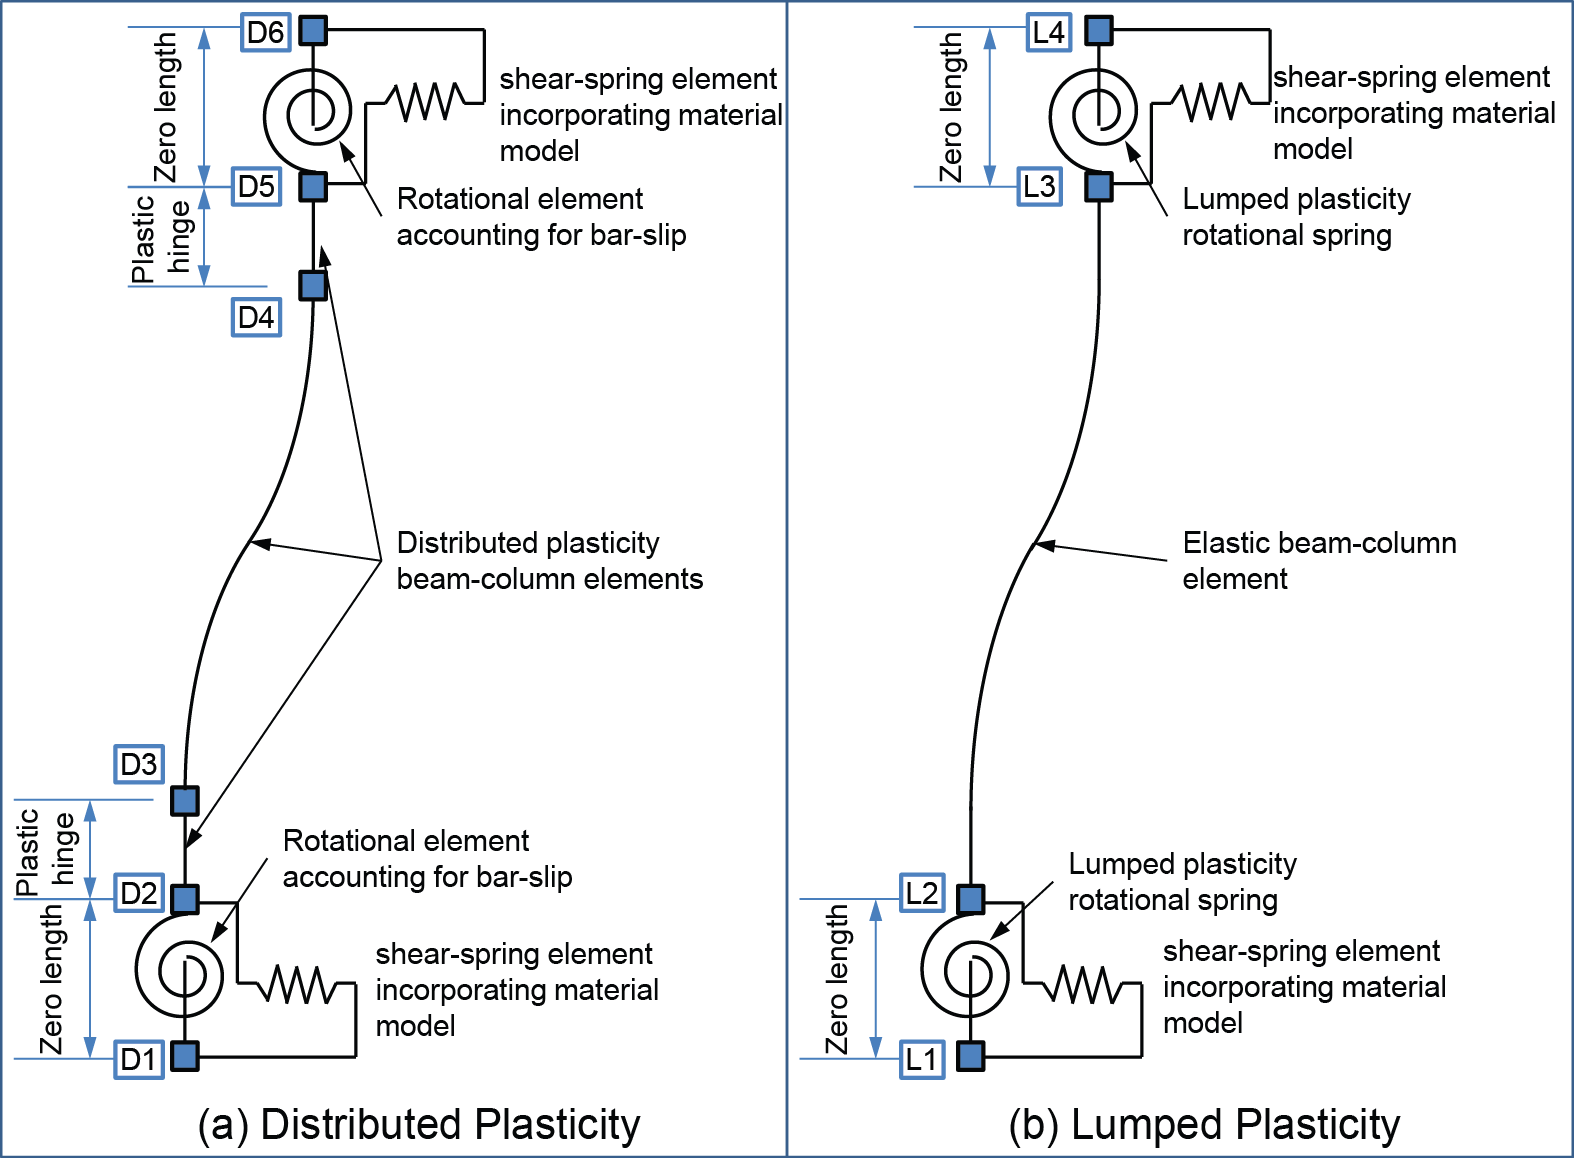 D6
Zero length
shear-spring element
incorporating material
model
D5
Rotational element
accounting for bar-slip
Plastic
hinge
D4
Distributed plasticity
beam-column elements
D3
Plastic
hinge
Rotational element
accounting for bar-slip
D2
Zero length
shear-spring element
incorporating material
model
D1
(a) Distributed Plasticity
L4
Zero length
shear-spring element
incorporating material
model
L3
Lumped plasticity
rotational spring
Elastic beam-column
element
Lumped plasticity
rotational spring
L2
Zero length
shear-spring element
incorporating material
model
L1
(b) Lumped Plasticity